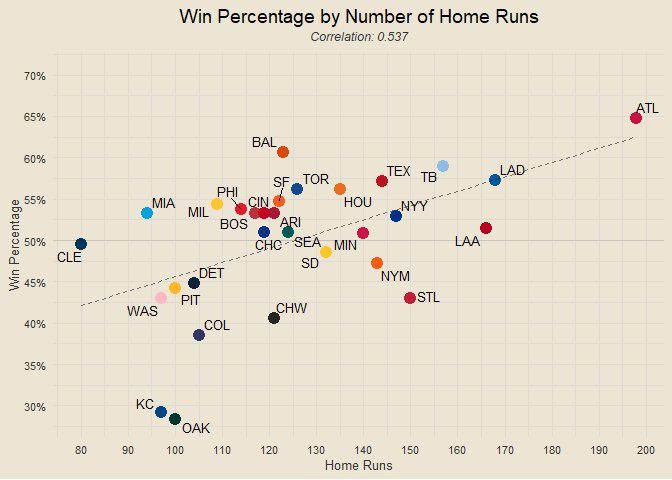 Win Percentage by Number of Home Runs
Correlation: 0.537
70%
65%
60%
55%
50%
45%
40%
35%
30%
Win Percentage
ATL
BAL
TB
LAD
TEX
TOR
HOU
SF
PHI
CIN
MIL
MIA
BOS
ARI
NYY
LAA
CHC
SEA
MIN
CLE
SD
NYM
DET
PIT
WAS
STL
CHW
COL
KC
OAK
80
90
100
110
120
130
140
150
160
170
180
190
200
Home Runs